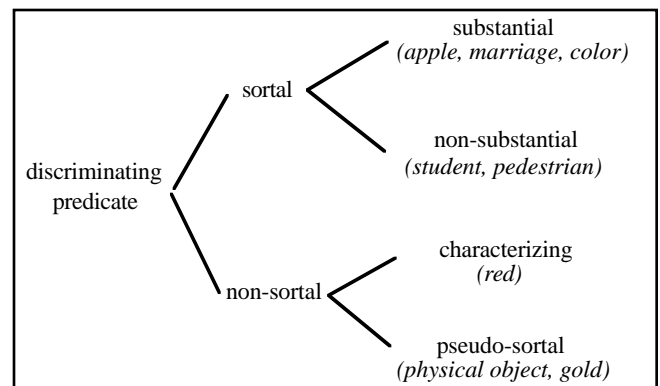 substantial
(apple, marriage, color)
sortal
non-substantial
(student, pedestrian)
discriminating
predicate
characterizing
(red)
non-sortal
pseudo-sortal
(physical object, gold)